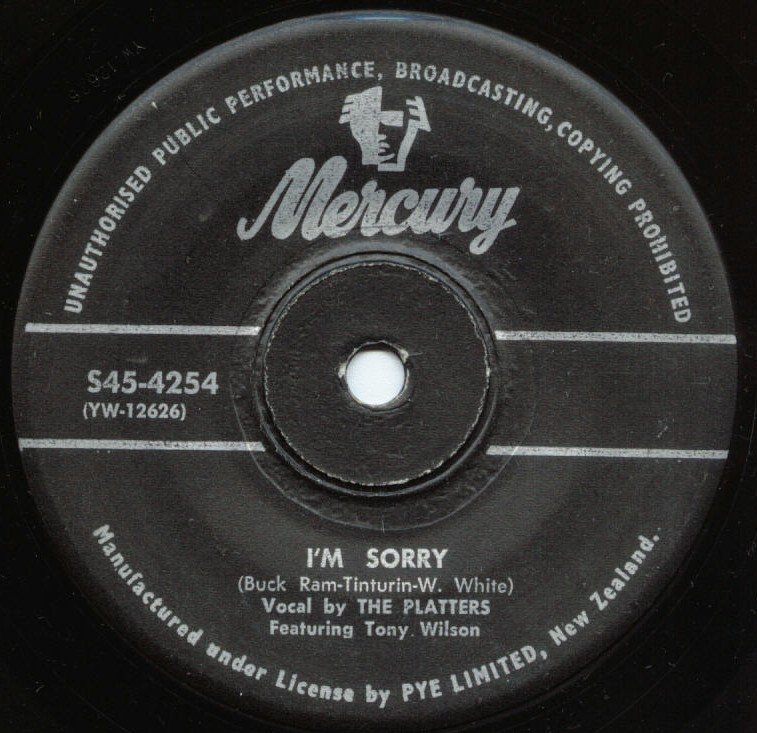 UNAUTHORISED PUBLIC PERFORMANCE, BROADCASTING, COPYING PROHIBITED
Mercury
S45-4254
(YW-12626)
I'M SORRY
(Buck Ram-Tinturin-W. White)
Vocal by THE PLATTERS
Featuring Tony Wilson
Manufactured under License by PYE LIMITED, New Zealand.